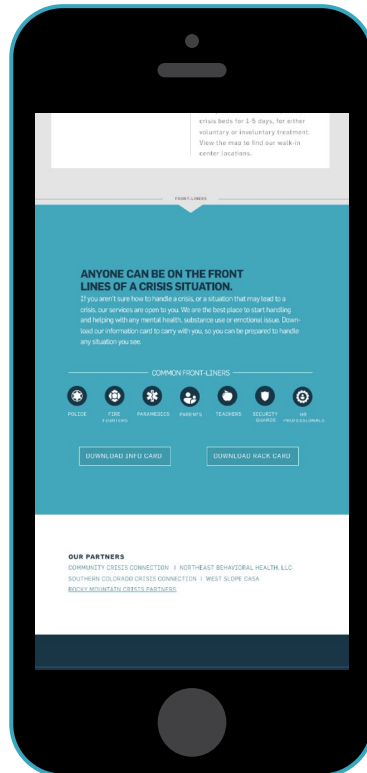 crisis beds for 1-5 days, for either
voluntary or involuntary treatment.
View the map to find our walk-in
center locations.
FRONT-LINERS
ANYONE CAN BE ON THE FRONT
LINES OF A CRISIS SITUATION.
If you aren't sure how to handle a crisis, or a situation that may lead to a
crisis, our services are open to you. We are the best place to start handling
and helping with any mental health, substance use or emotional issue. Down-
load our information card to carry with you, so you can be prepared to handle
any situation you see.
COMMON FRONT-LINERS
POLICE FIRE PARAMEDICS PARENTS TEACHERS SECURITY HR
FIGHTERS GUARDS PROFESSIONALS
DOWNLOAD INFO CARD DOWNLOAD RACK CARD
OUR PARTNERS
COMMUNITY CRISIS CONNECTION | NORTHEAST BEHAVIORAL HEALTH, LLC
SOUTHERN COLORADO CRISIS CONNECTION | WEST SLOPE CASA
ROCKY MOUNTAIN CRISIS PARTNERS